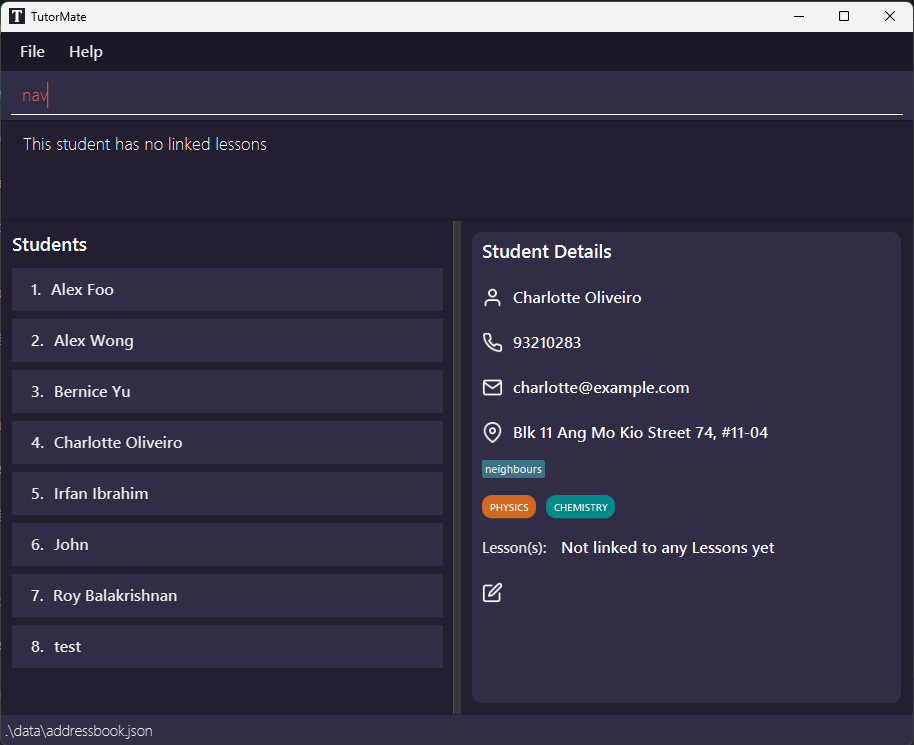 TutorMate
File Help
nav
This student has no linked lessons
Students
1. Alex Foo
2. Alex Wong
3. Bernice Yu
4. Charlotte Oliveiro
5. Irfan Ibrahim
6. John
7. Roy Balakrishnan
8. test
Student Details
Charlotte Oliveiro
93210283
charlotte@example.com
Blk 11 Ang Mo Kio Street 74, #11-04
neighbours
PHYSICS CHEMISTRY
Lesson(s): Not linked to any Lessons yet
.\data\addressbook.json